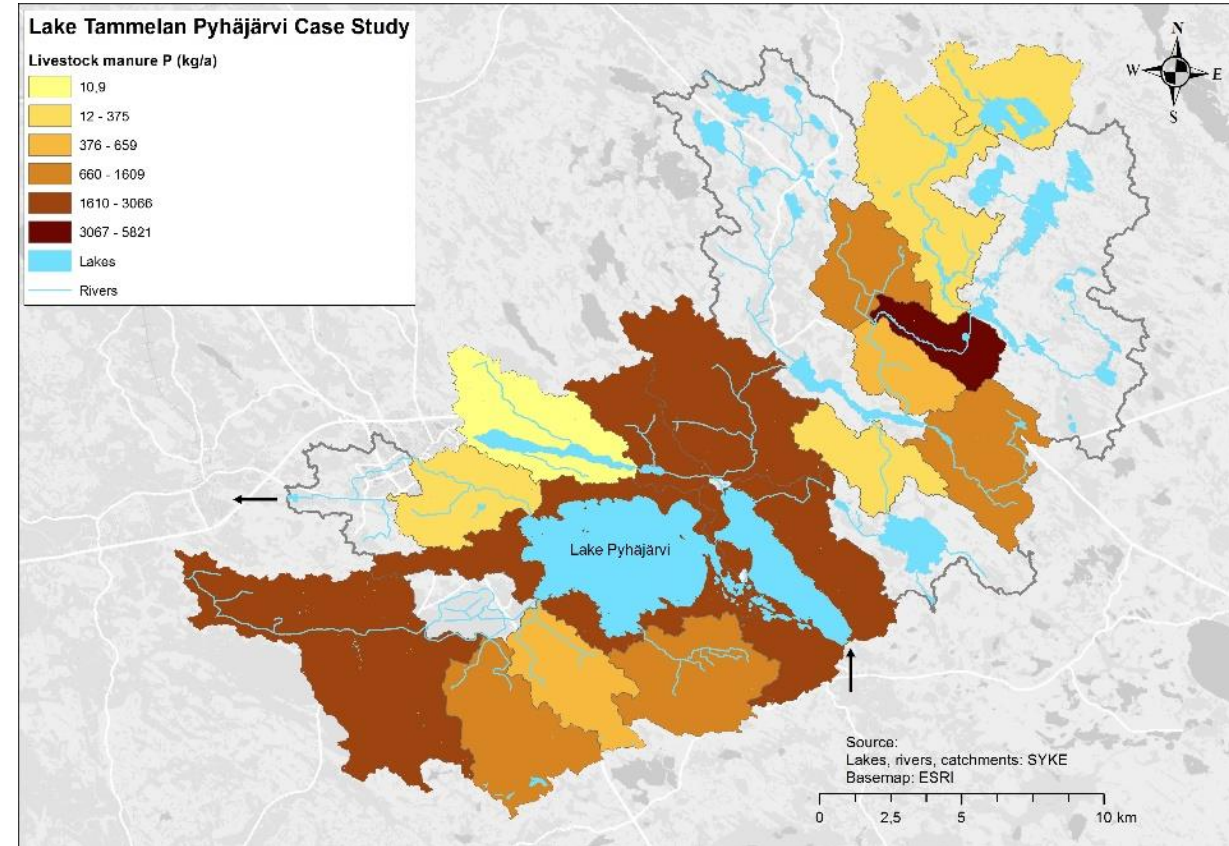 Lake Tammelan Pyhäjärvi Case Study
Livestock manure P (kg/a)
10,9
12 - 375
376 - 659
660 - 1609
1610 - 3066
3067 - 5821
Lakes
Rivers
N
W E
S
Lake Pyhäjärvi
Source:
Lakes, rivers, catchments: SYKE
Basemap: ESRI
0 2,5 5 10 km